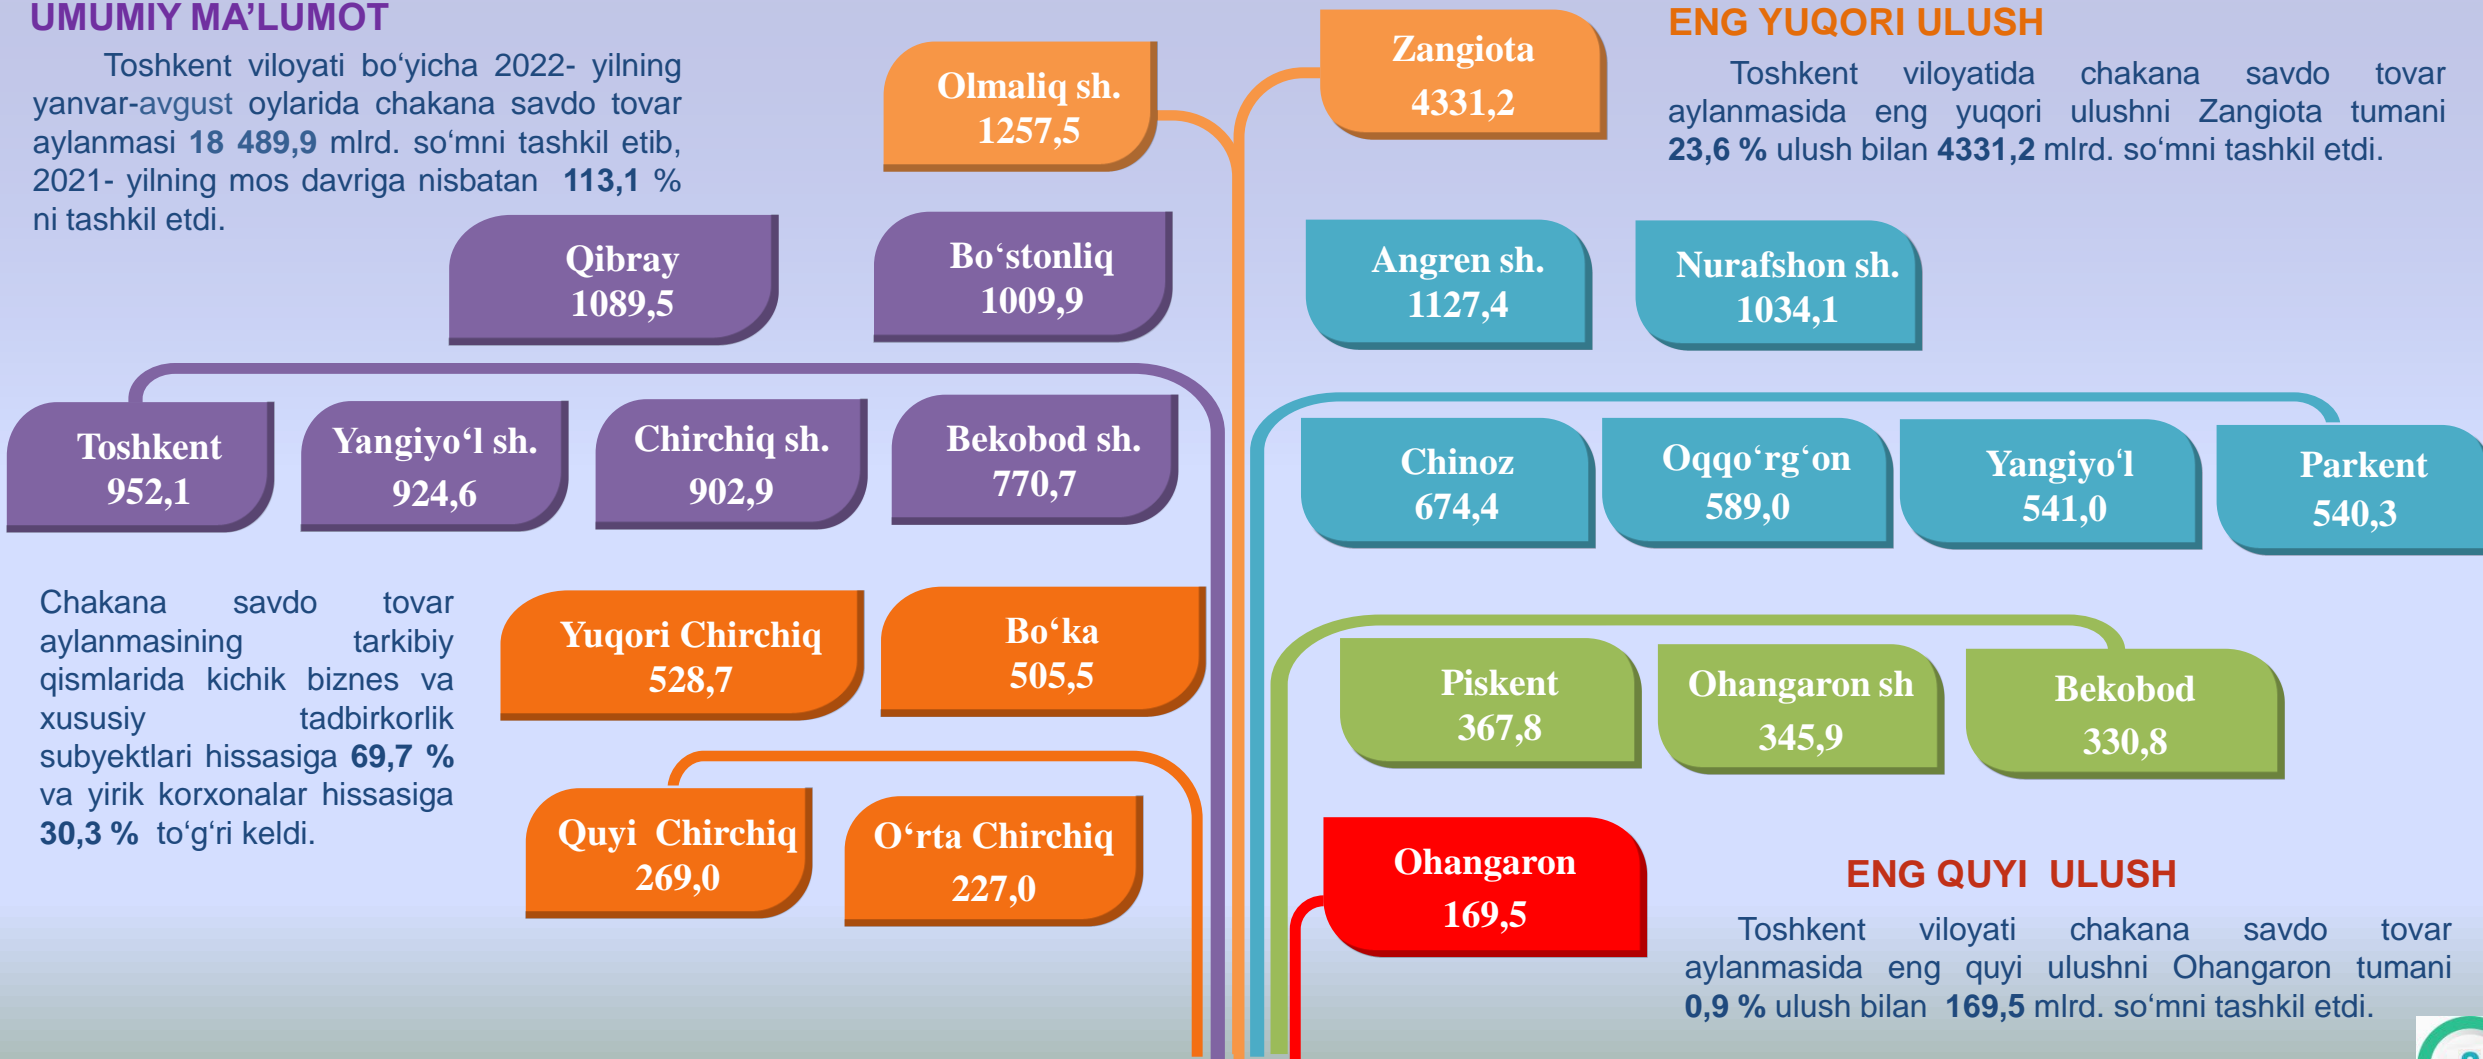 UMUMIY MA’LUMOT
Toshkent viloyati bo‘yicha 2022- yilning
yanvar-avgust oylarida chakana savdo tovar
aylanmasi 18 489,9 mlrd. so‘mni tashkil etib,
2021- yilning mos davriga nisbatan 113,1 %
ni tashkil etdi.
Olmaliq sh.
1257,5
Zangiota
4331,2
ENG YUQORI ULUSH
Toshkent viloyatida chakana savdo tovar
aylanmasida eng yuqori ulushni Zangiota tumani
23,6 % ulush bilan 4331,2 mlrd. so‘mni tashkil etdi.
Qibray
1089,5
Bo‘stonliq
1009,9
Angren sh.
1127,4
Nurafshon sh.
1034,1
Toshkent
952,1
Yangiyo‘l sh.
924,6
Chirchiq sh.
902,9
Bekobod sh.
770,7
Chinoz
674,4
Oqqo‘rg‘on
589,0
Yangiyo‘l
541,0
Parkent
540,3
Chakana savdo tovar
aylanmasining tarkibiy
qismlarida kichik biznes va
xususiy tadbirkorlik
subyektlari hissasiga 69,7 %
va yirik korxonalar hissasiga
30,3 % to‘g‘ri keldi.
Yuqori Chirchiq
528,7
Bo‘ka
505,5
Piskent
367,8
Ohangaron sh
345,9
Bekobod
330,8
Quyi Chirchiq
269,0
O‘rta Chirchiq
227,0
Ohangaron
169,5
ENG QUYI ULUSH
Toshkent viloyati chakana savdo tovar
aylanmasida eng quyi ulushni Ohangaron tumani
0,9 % ulush bilan 169,5 mlrd. so‘mni tashkil etdi.